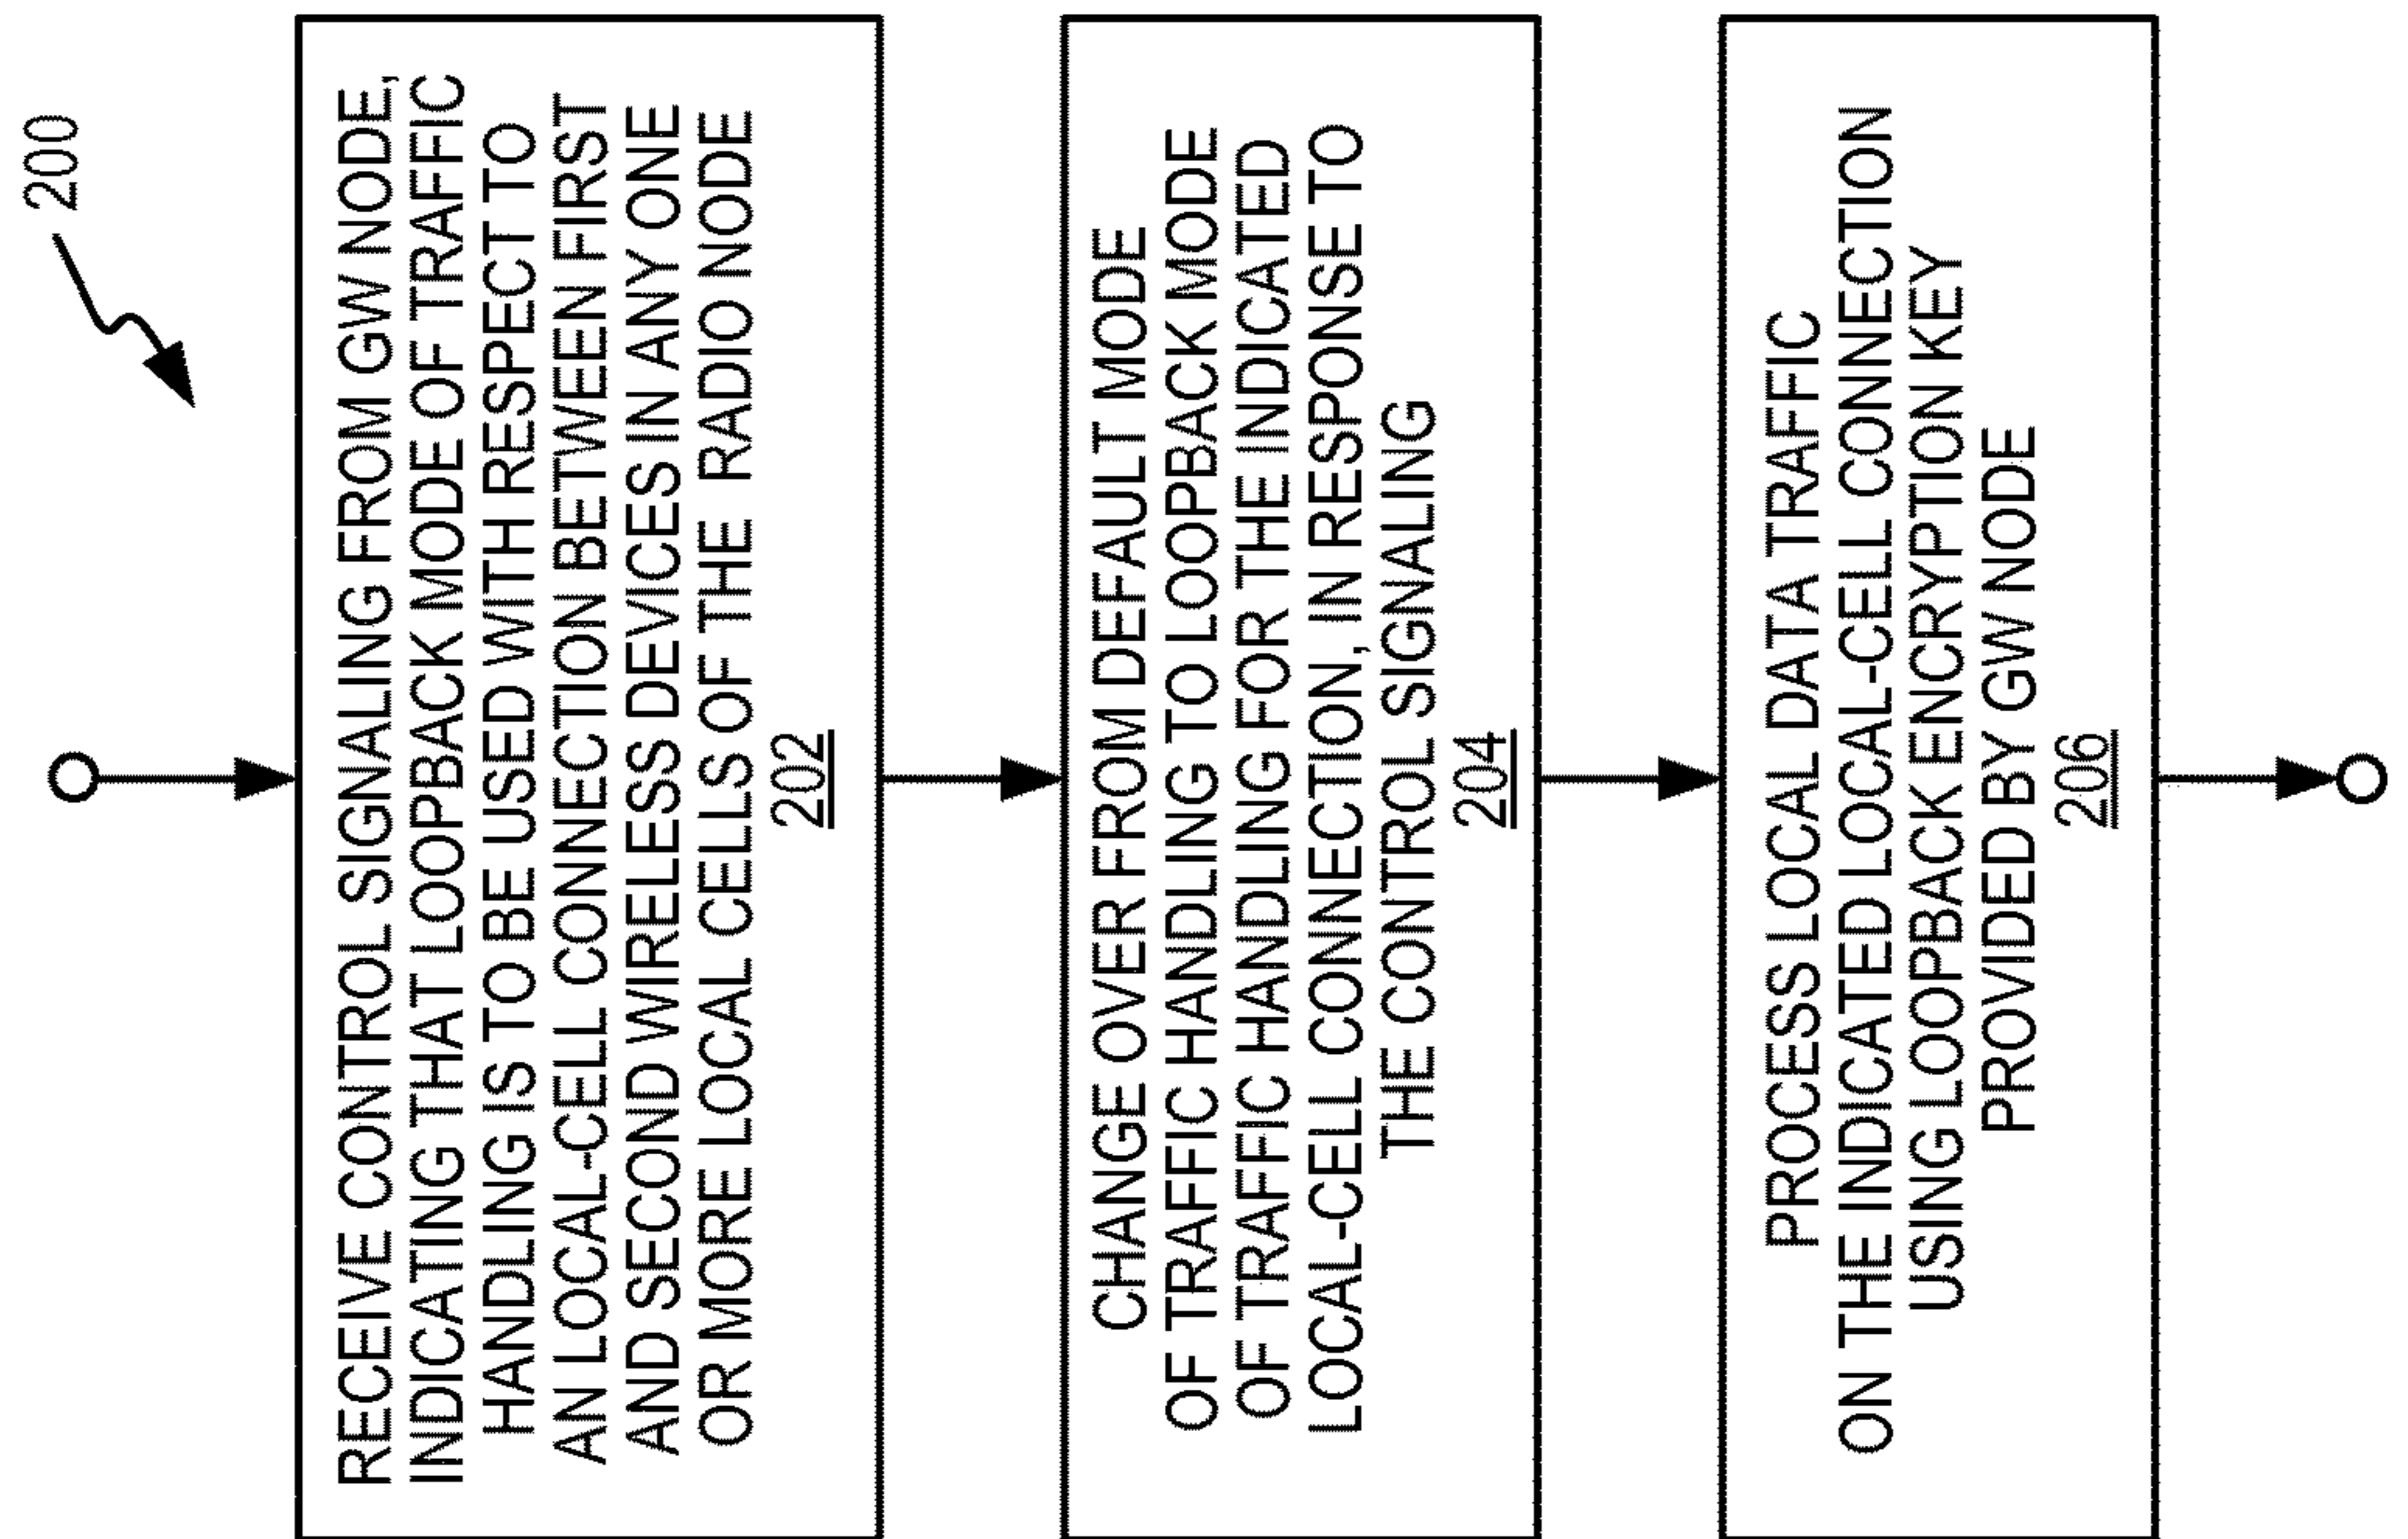 200
RECEIVE CONTROL SIGNALING FROM GW NODE,
INDICATING THAT LOOPBACK MODE OF TRAFFIC
HANDLING IS TO BE USED WITH RESPECT TO
AN LOCAL-CELL CONNECTION BETWEEN FIRST
AND SECOND WIRELESS DEVICES IN ANY ONE
OR MORE LOCAL CELLS OF THE RADIO NODE
202
CHANGE OVER FROM DEFAULT MODE
OF TRAFFIC HANDLING TO LOOPBACK MODE
OF TRAFFIC HANDLING FOR THE INDICATED
LOCAL-CELL CONNECTION, IN RESPONSE TO
THE CONTROL SIGNALING
204
PROCESS LOCAL DATA TRAFFIC
ON THE INDICATED LOCAL-CELL CONNECTION
USING LOOPBACK ENCRYPTION KEY
PROVIDED BY GW NODE
206